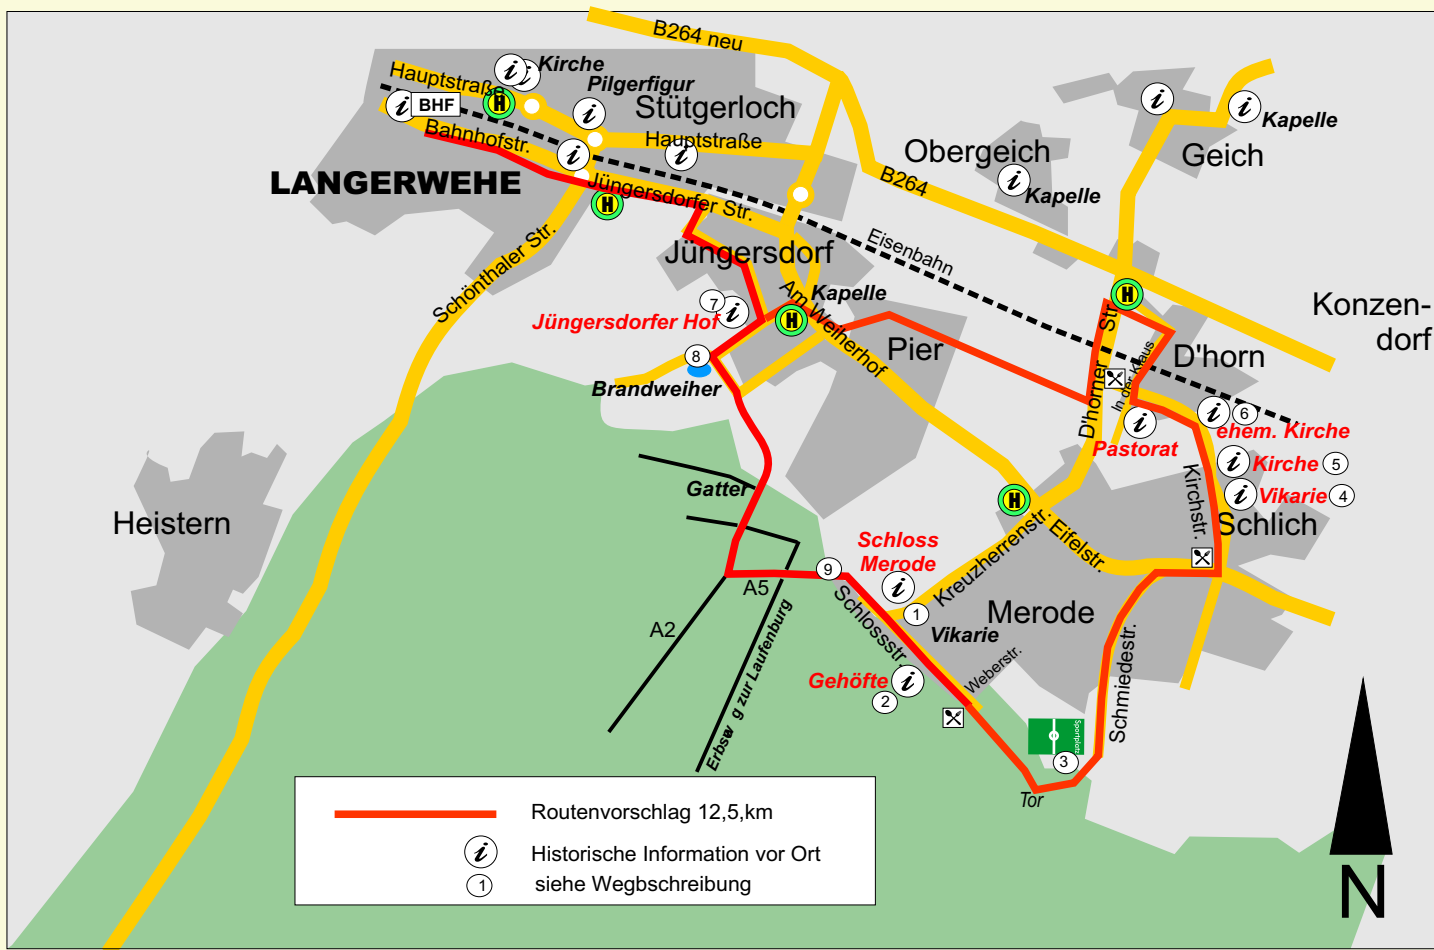 B264 neu
Hauptstraße
Kirche
Pilgerfigur
BHF
H
Stütgerloch
Bahnhofstr.
Hauptstraße
Obergeich
Geich
Kapelle
B264
Kapelle
LANGERWEHE
H
Jüngersdorfer Str.
Schönthaler Str.
Jüngersdorf
Eisenbahn
Kapelle
Am Weiherhof
H
Konzen-
dorf
7
Jüngersdorfer Hof
H
D'horner Str.
In der Klaus
D'horn
Pier
8
Brandweiher
6
ehem. Kirche
Pastorat
Kirche 5
Vikarie 4
Kirchstr.
Schlich
Gatter
Heistern
H
Eifelstr.
Kreuzherrenstr.
Schloss
Merode
9
A5
A2
Schlossstr.
1
Vikarie
Merode
Weberstr.
Gehöfte
2
Erbsw g zur Laufenburg
Schmiedestr.
Sportplatz
3
Tor
Routenvorschlag 12,5,km
i Historische Information vor Ort
1 siehe Wegbschreibung
N